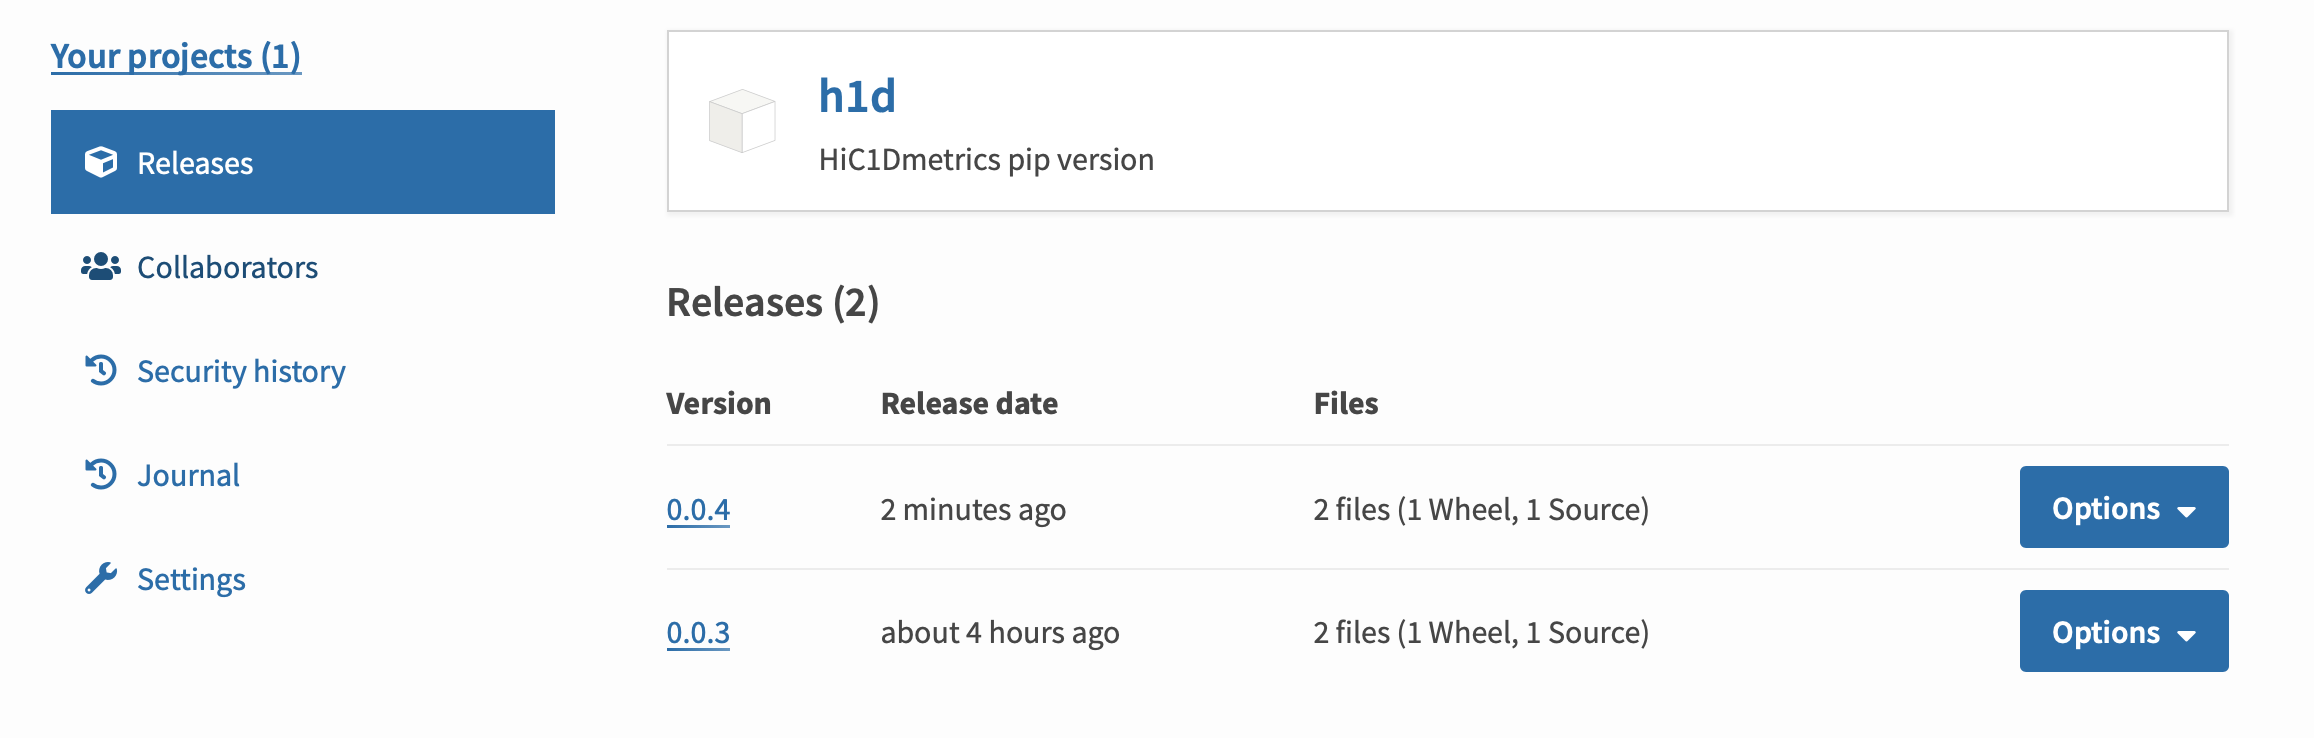 Your projects (1)
Releases
Collaborators
Security history
Journal
Settings
h1d
HiC1Dmetrics pip version
Releases (2)
Version Release date Files
0.0.4 2 minutes ago 2 files (1 Wheel, 1 Source) Options
0.0.3 about 4 hours ago 2 files (1 Wheel, 1 Source) Options